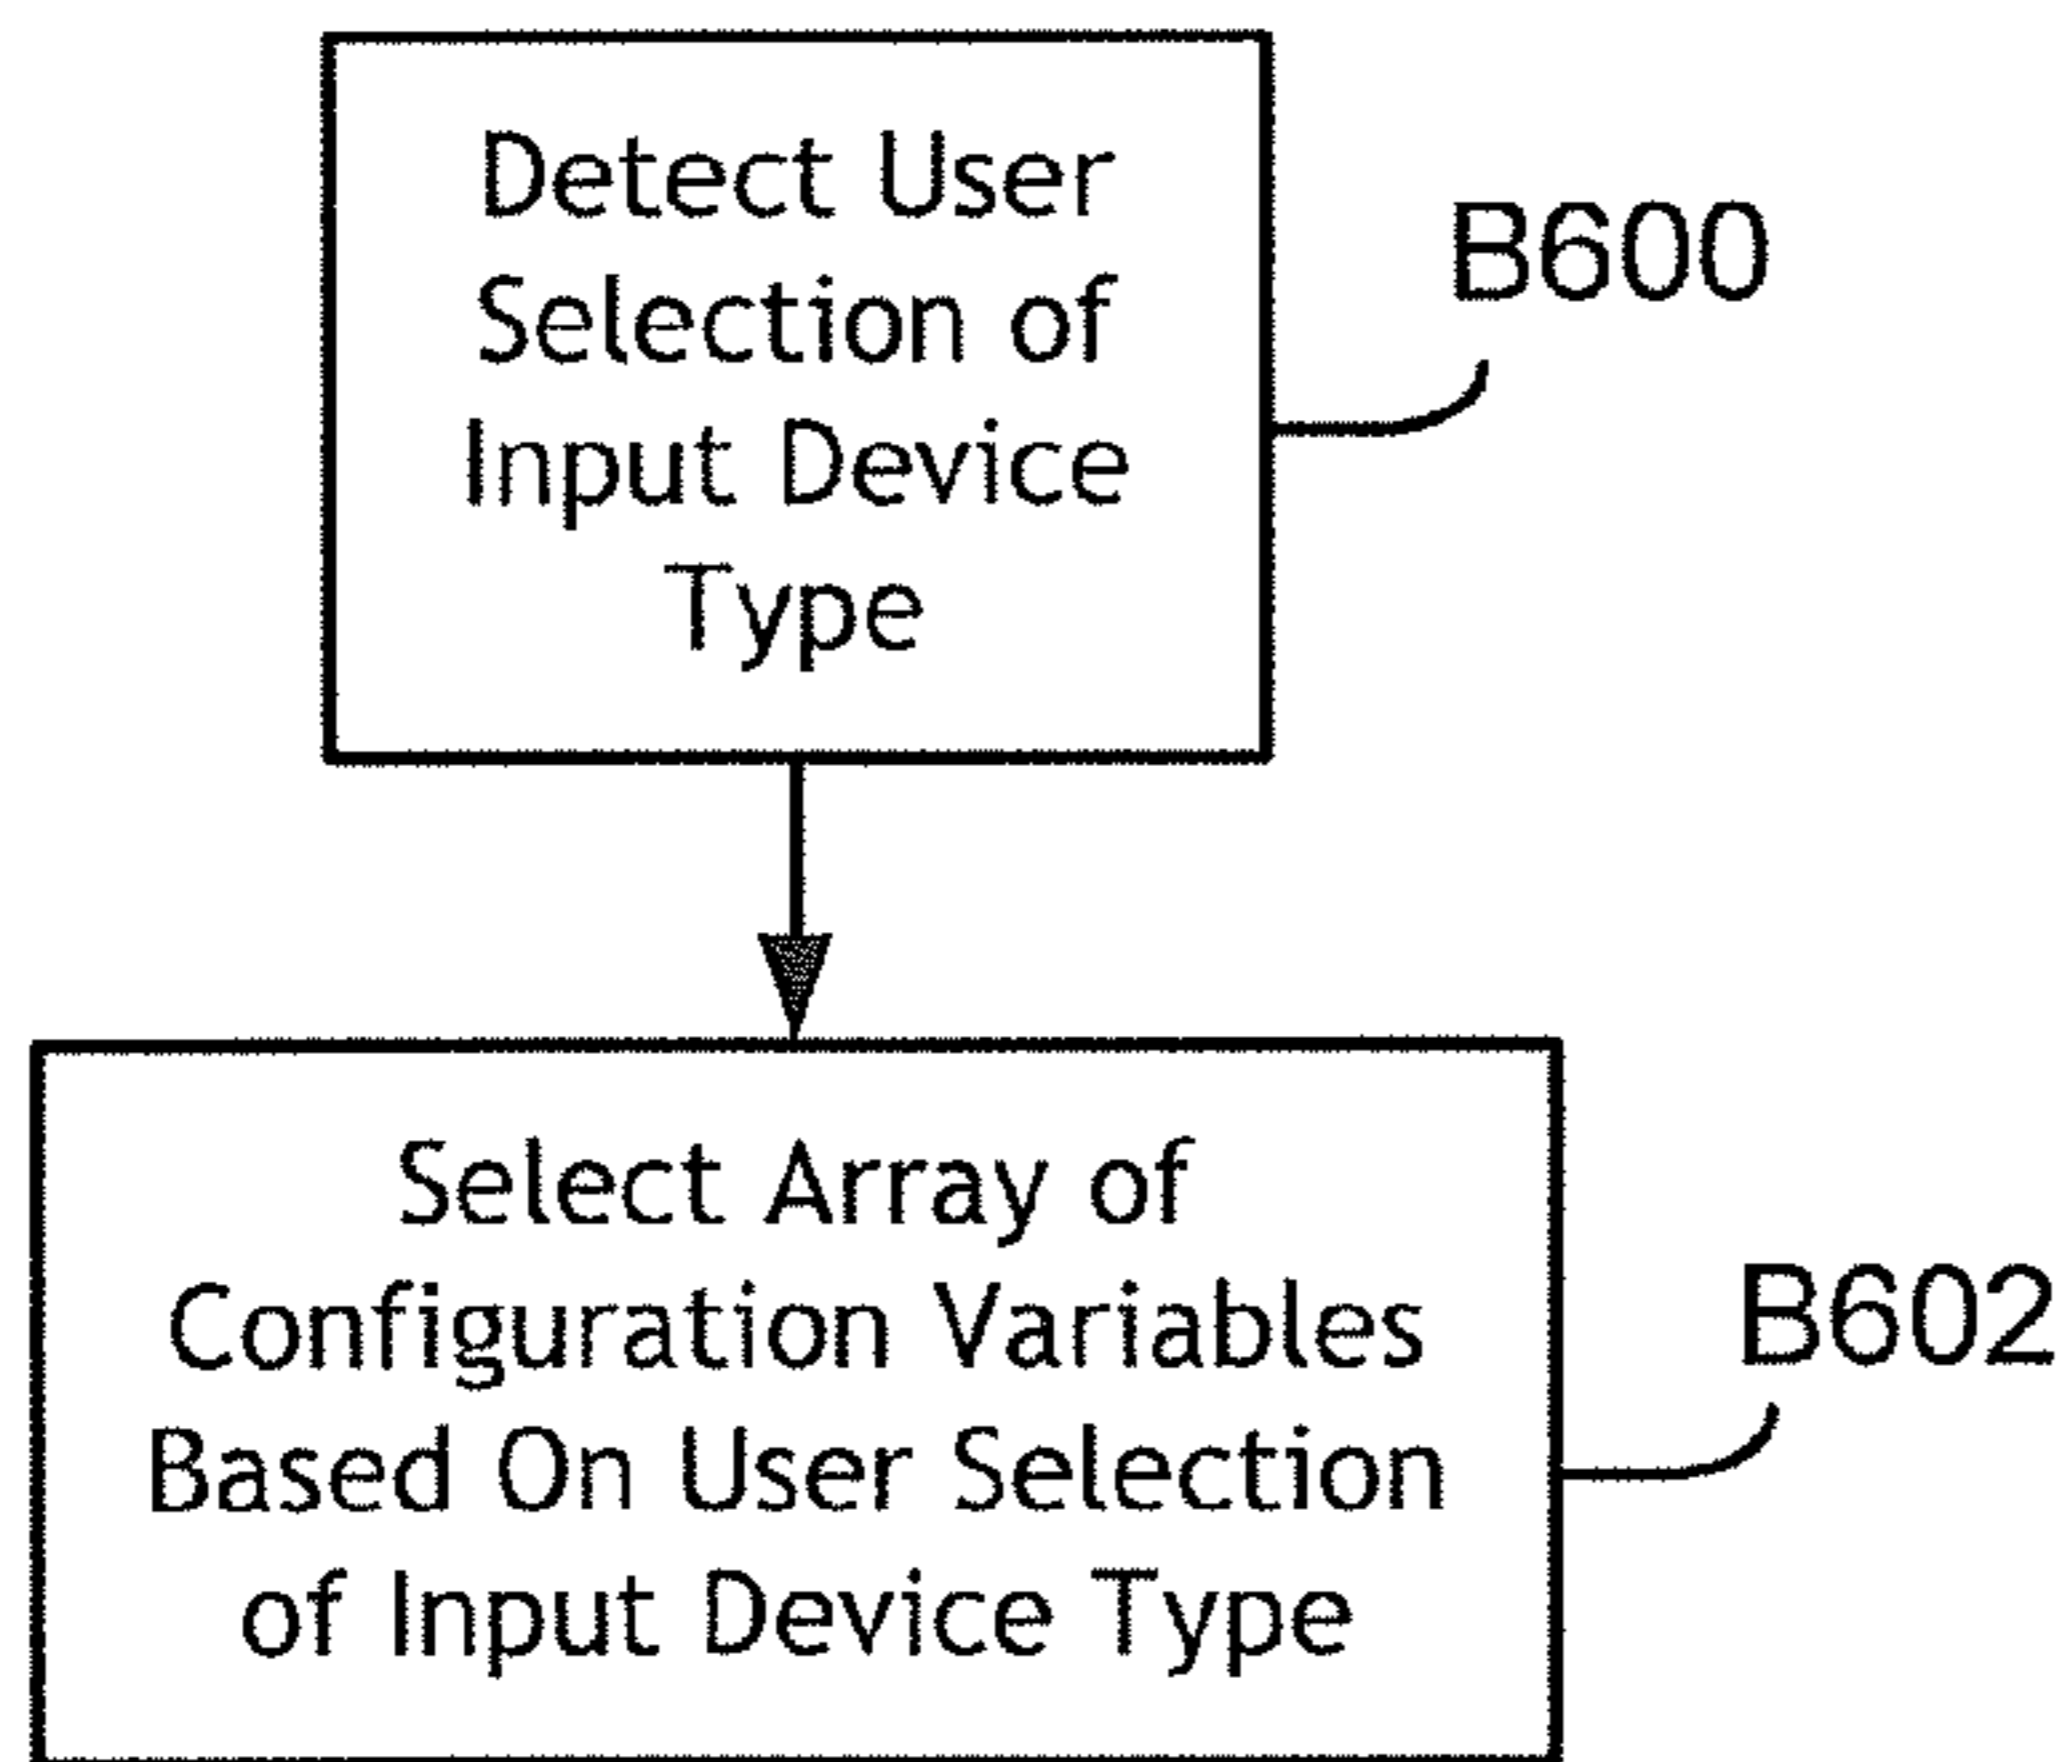 Detect User
Selection of
Input Device
Type
B600
Select Array of
Configuration Variables
Based On User Selection
of Input Device Type
B602